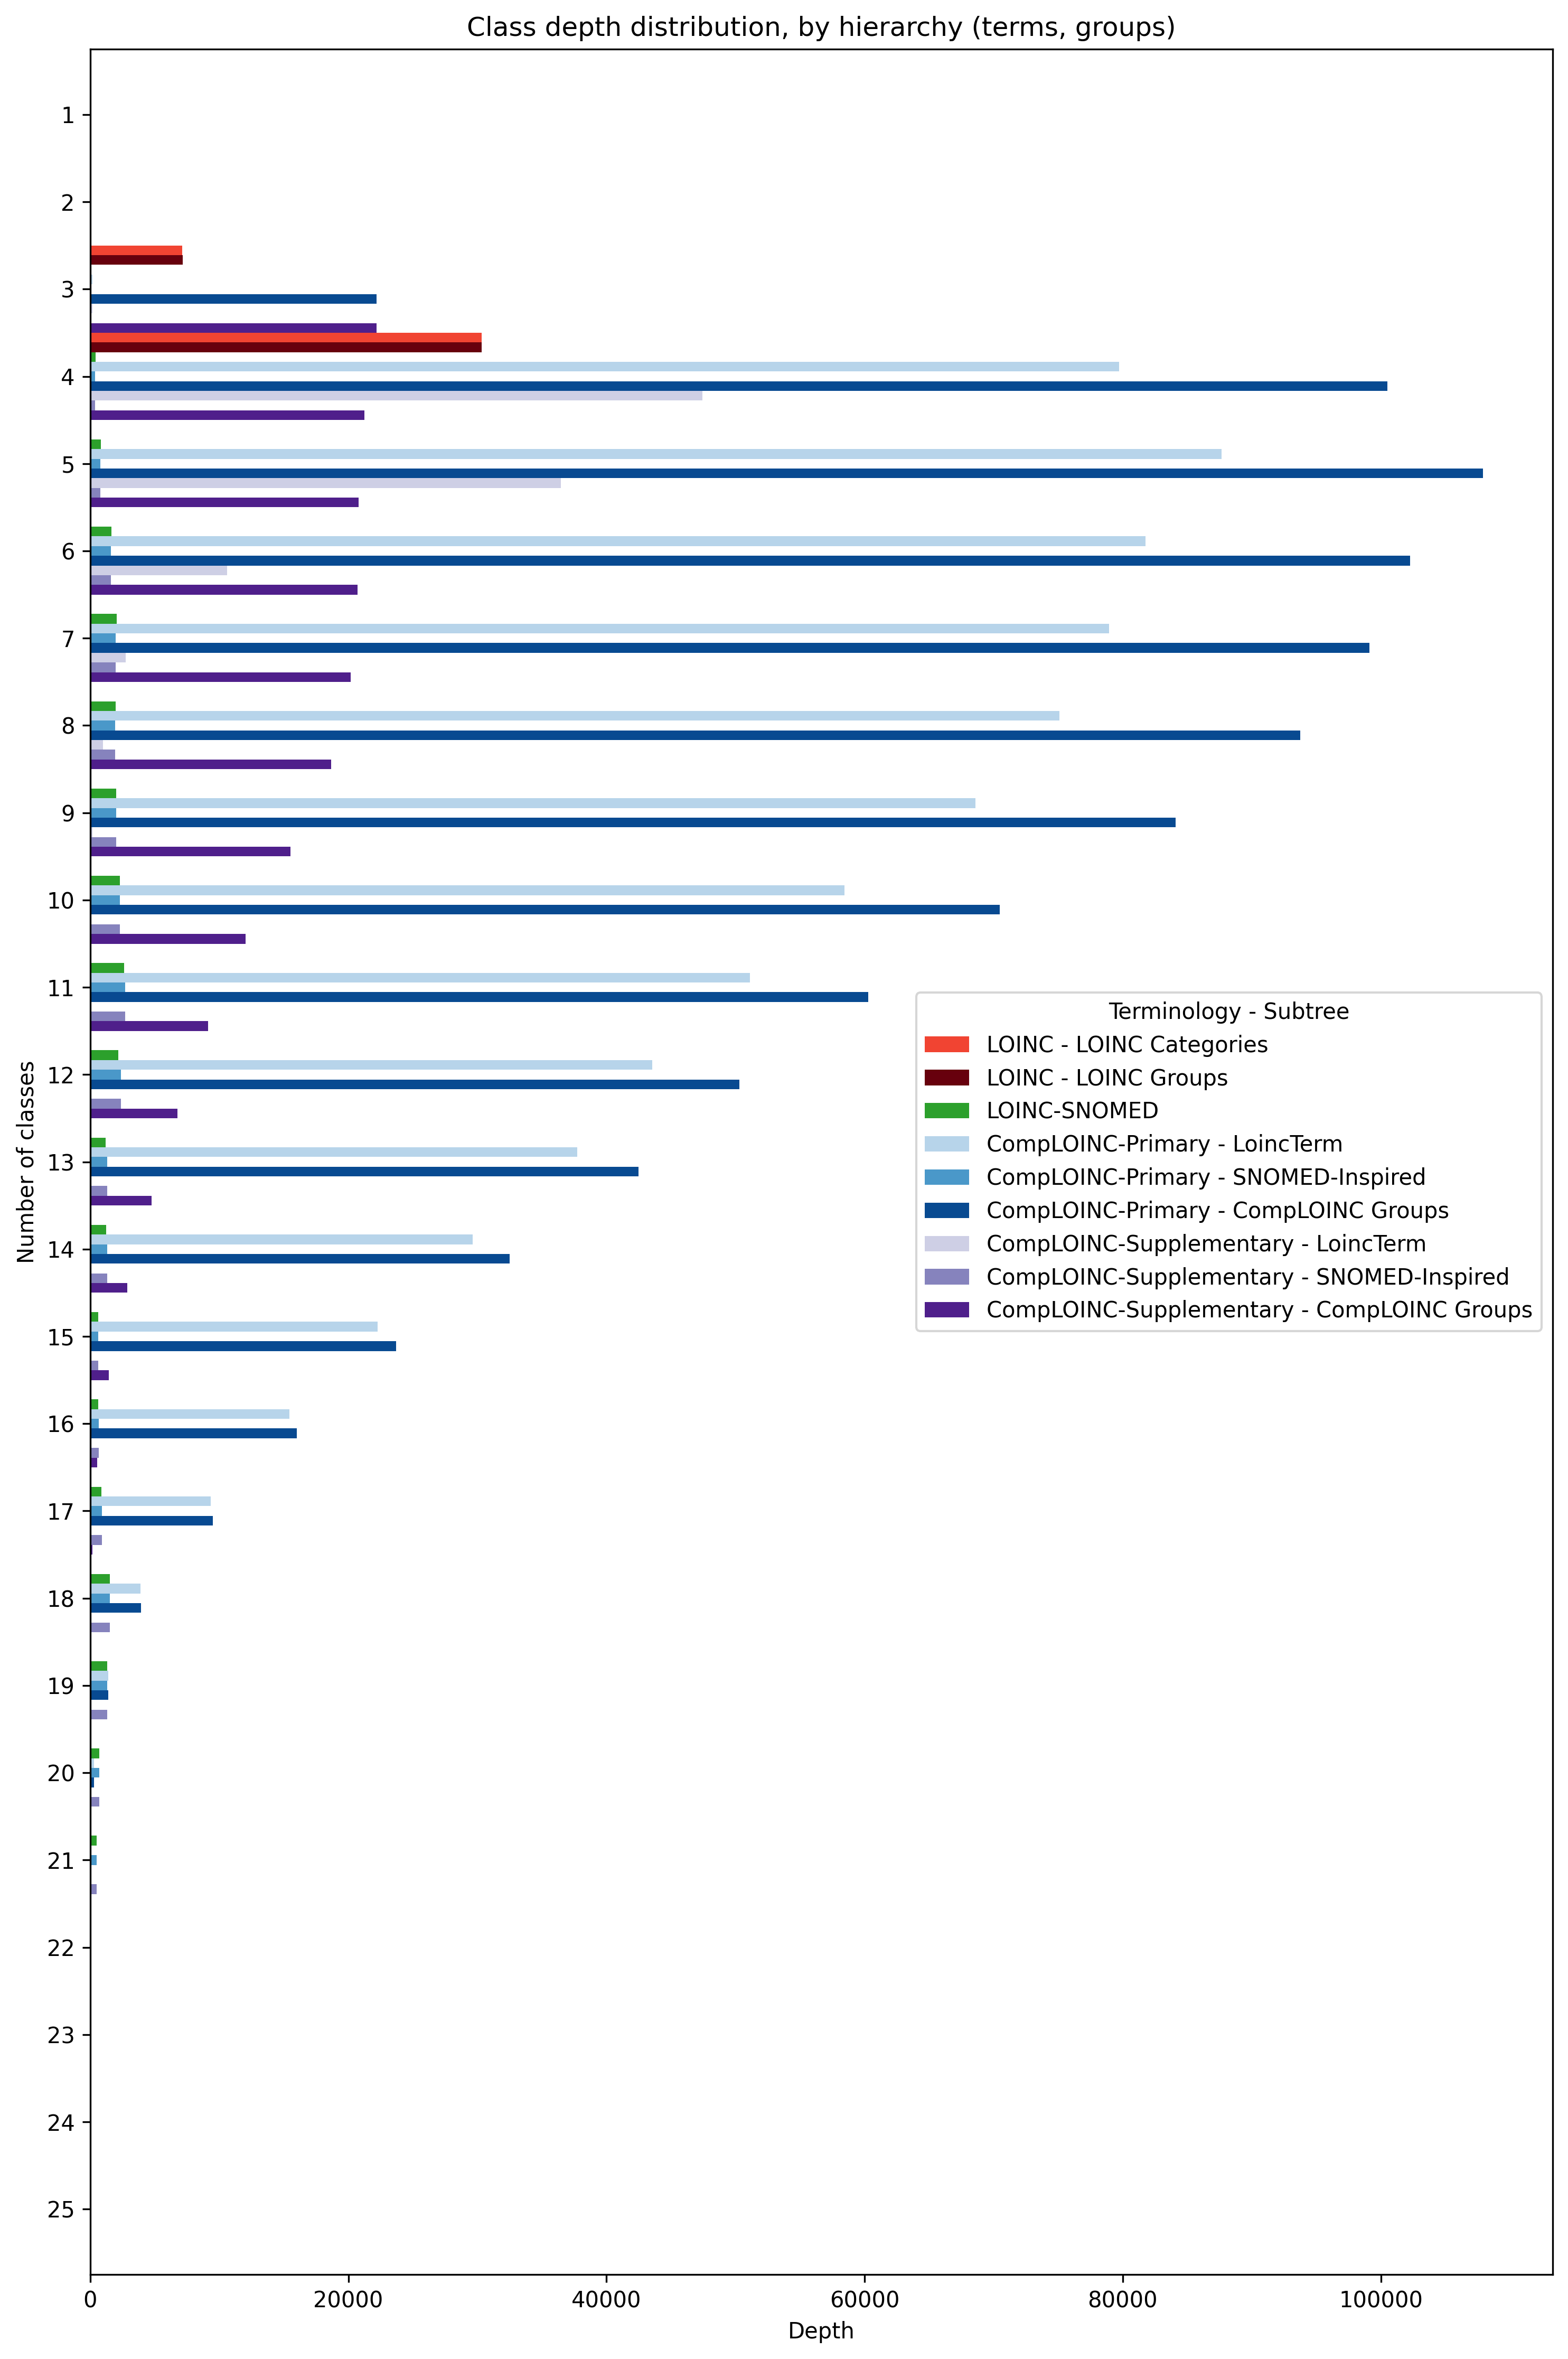 Class depth distribution, by hierarchy (terms, groups)
1
2
3
4
5
6
7
8
9
10
11
12
13
14
15
16
17
18
19
20
21
22
23
24
25
Number of classes
Terminology - Subtree
LOINC - LOINC Categories
LOINC - LOINC Groups
LOINC-SNOMED
CompLOINC-Primary - LoincTerm
CompLOINC-Primary - SNOMED-Inspired
CompLOINC-Primary - CompLOINC Groups
CompLOINC-Supplementary - LoincTerm
CompLOINC-Supplementary - SNOMED-Inspired
CompLOINC-Supplementary - CompLOINC Groups
0 20000 40000 60000 80000 100000
Depth